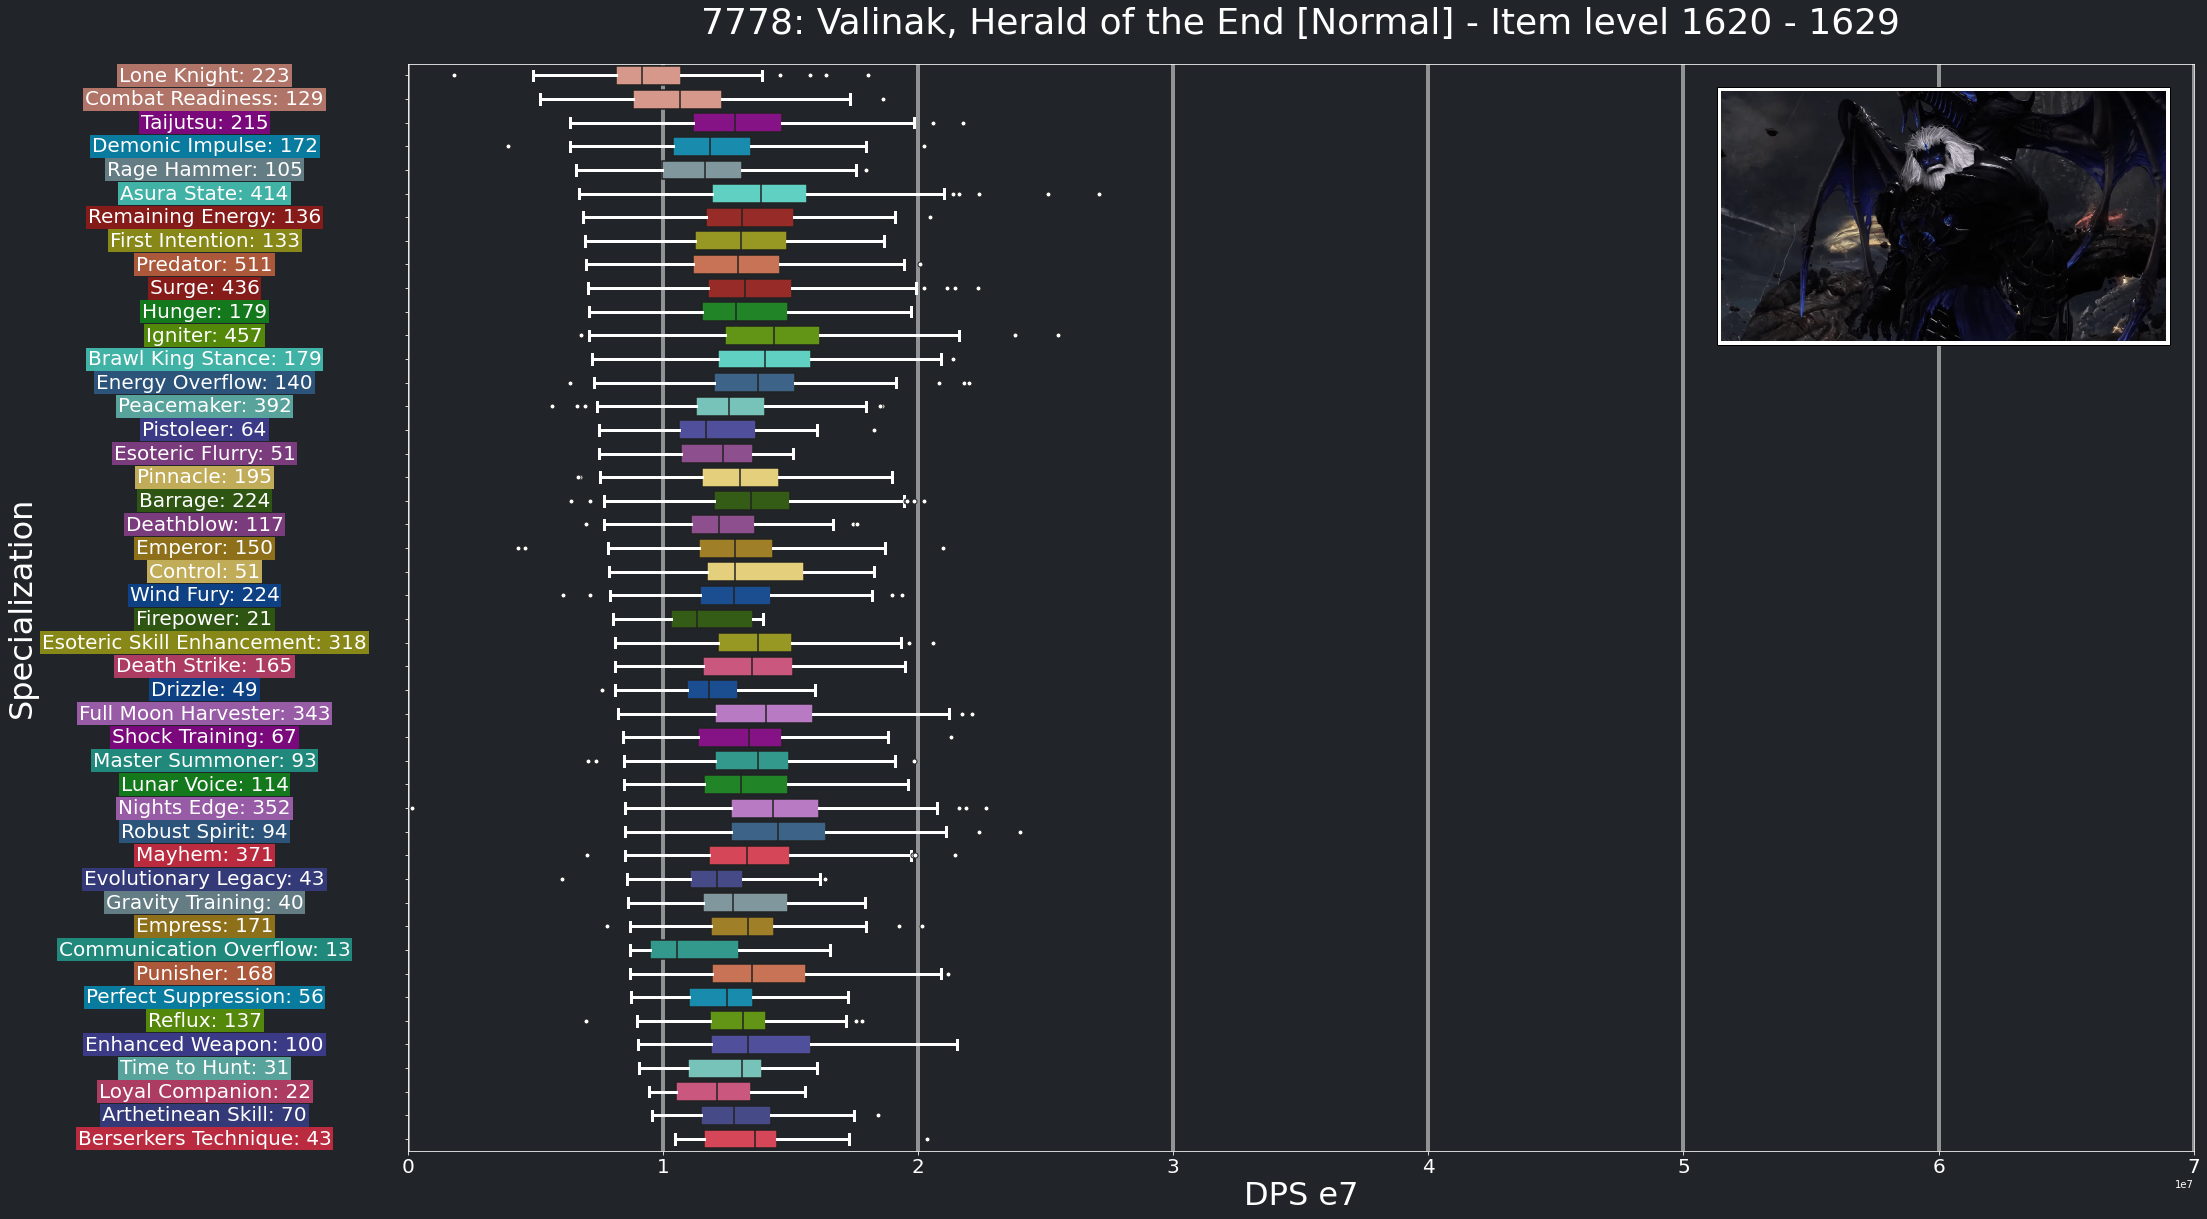 7778: Valinak, Herald of the End [Normal] - Item level 1620 - 1629
Specialization
Lone Knight: 223
Combat Readiness: 129
Taijutsu: 215
Demonic Impulse: 172
Rage Hammer: 105
Asura State: 414
Remaining Energy: 136
First Intention: 133
Predator: 511
Surge: 436
Hunger: 179
Igniter: 457
Brawl King Stance: 179
Energy Overflow: 140
Peacemaker: 392
Pistoleer: 64
Esoteric Flurry: 51
Pinnacle: 195
Barrage: 224
Deathblow: 117
Emperor: 150
Control: 51
Wind Fury: 224
Firepower: 21
Esoteric Skill Enhancement: 318
Death Strike: 165
Drizzle: 49
Full Moon Harvester: 343
Shock Training: 67
Master Summoner: 93
Lunar Voice: 114
Nights Edge: 352
Robust Spirit: 94
Mayhem: 371
Evolutionary Legacy: 43
Gravity Training: 40
Empress: 171
Communication Overflow: 13
Punisher: 168
Perfect Suppression: 56
Reflux: 137
Enhanced Weapon: 100
Time to Hunt: 31
Loyal Companion: 22
Arthetinean Skill: 70
Berserkers Technique: 43
0 1 2 3 4 5 6 7
DPS e7
1e7